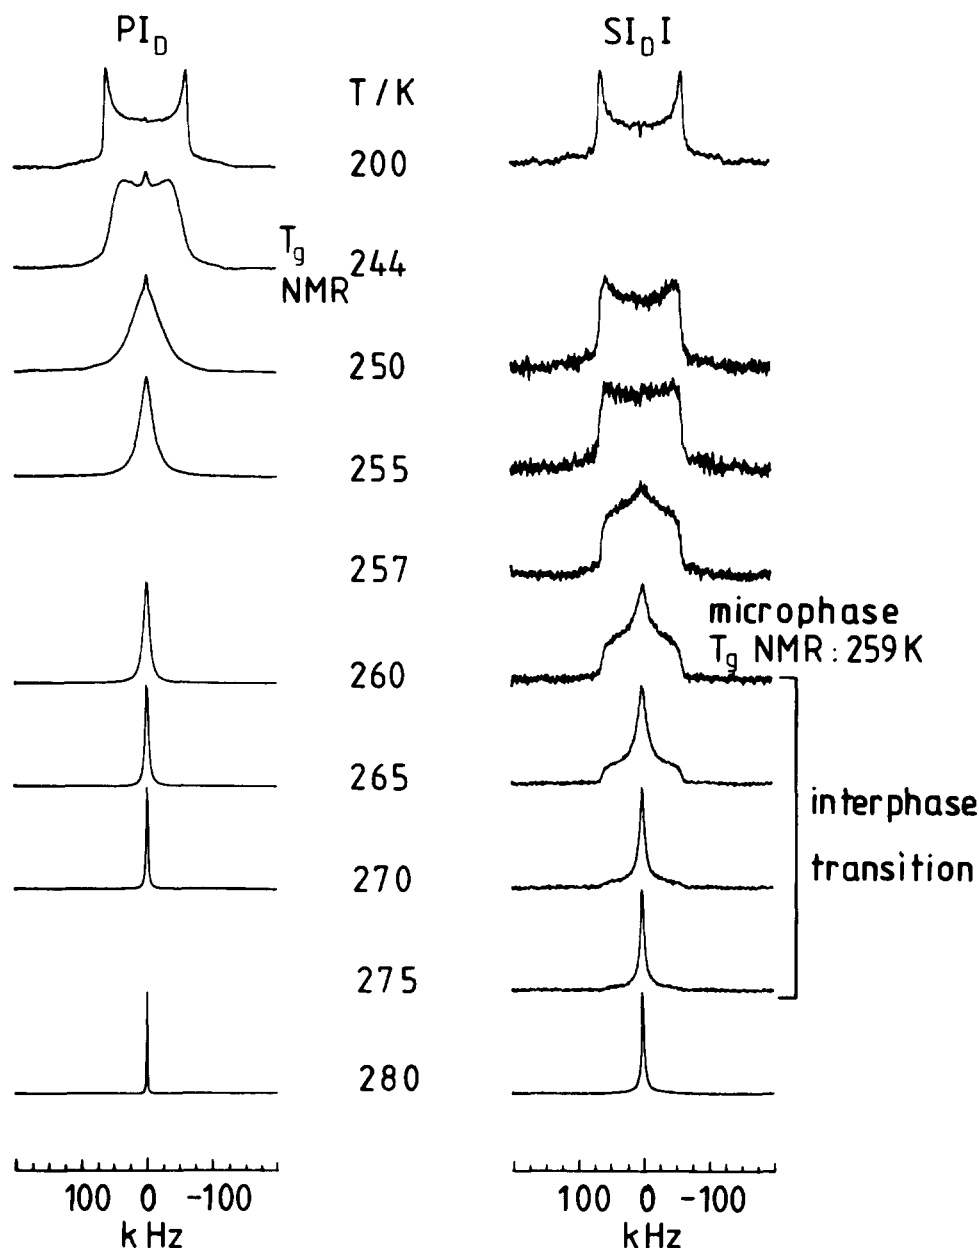 PI_D
SI_D I
T / K
200
T_g
NMR
244
250
255
257
microphase
T_g NMR : 259 K
260
265
interphase
transition
270
275
280
100 0 -100
kHz
100 0 -100
kHz